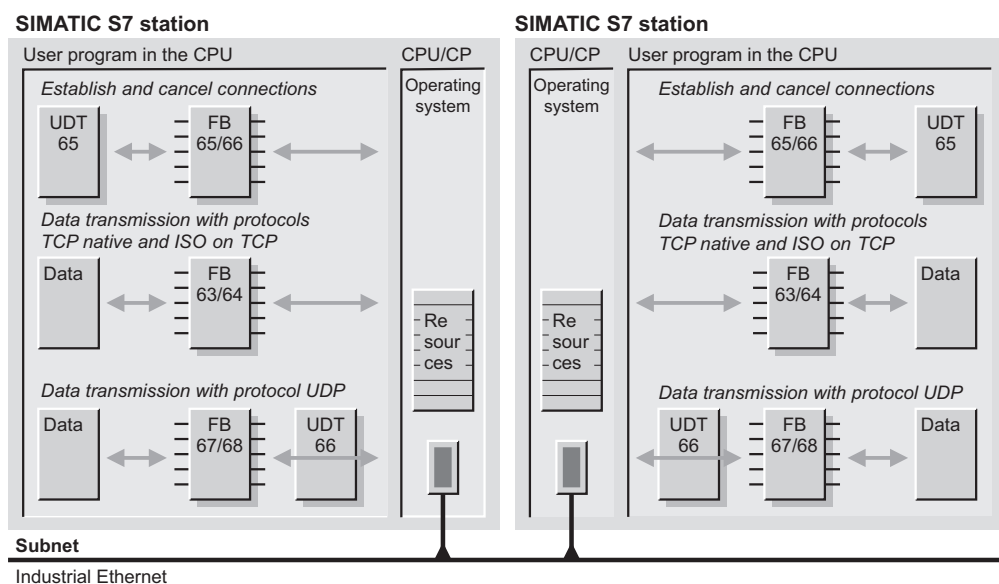 SIMATIC S7 station
User program in the CPU
CPU/CP
Establish and cancel connections
Operating
system
UDT
65
FB
65/66
Data transmission with protocols
TCP native and ISO on TCP
Data
FB
63/64
Re
sour
ces
Data transmission with protocol UDP
Data
FB
67/68
UDT
66
SIMATIC S7 station
CPU/CP
User program in the CPU
Operating
system
Establish and cancel connections
FB
65/66
UDT
65
Data transmission with protocols
TCP native and ISO on TCP
FB
63/64
Data
Re
sour
ces
Data transmission with protocol UDP
UDT
66
FB
67/68
Data
Subnet
Industrial Ethernet